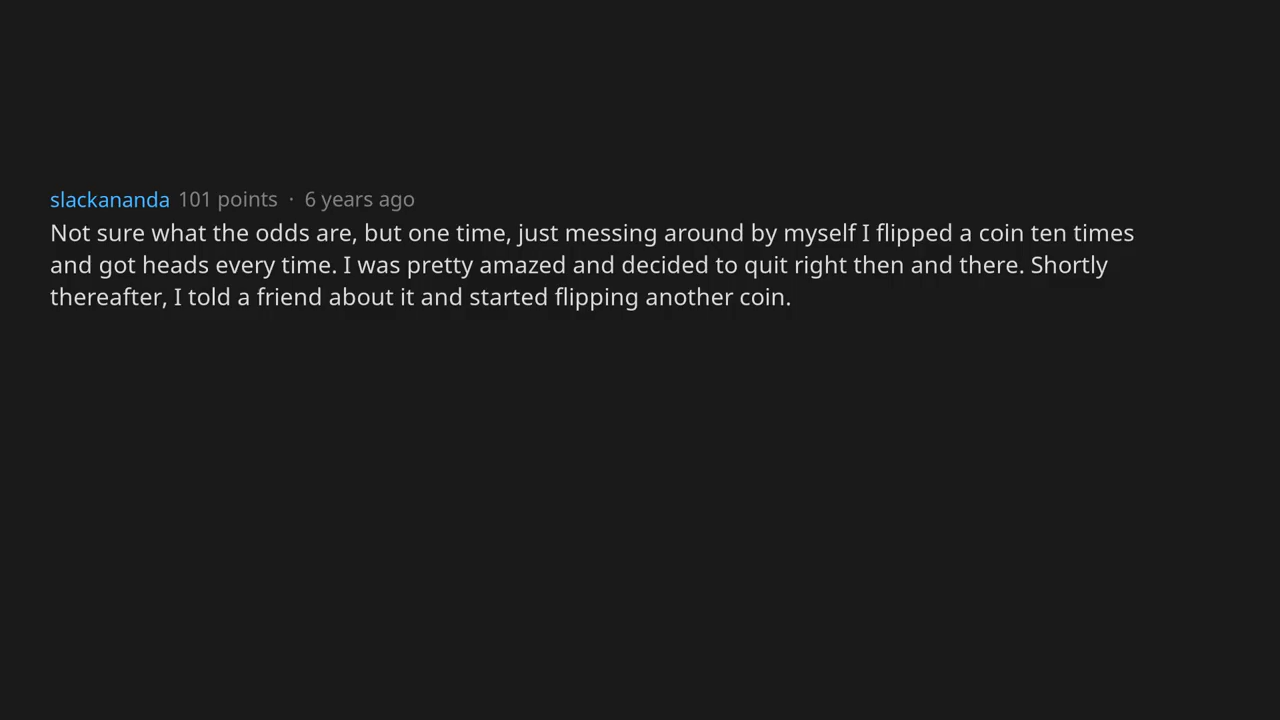 slackananda 101 points · 6 years ago
Not sure what the odds are, but one time, just messing around by myself I flipped a coin ten times
and got heads every time. I was pretty amazed and decided to quit right then and there. Shortly
thereafter, I told a friend about it and started flipping another coin.